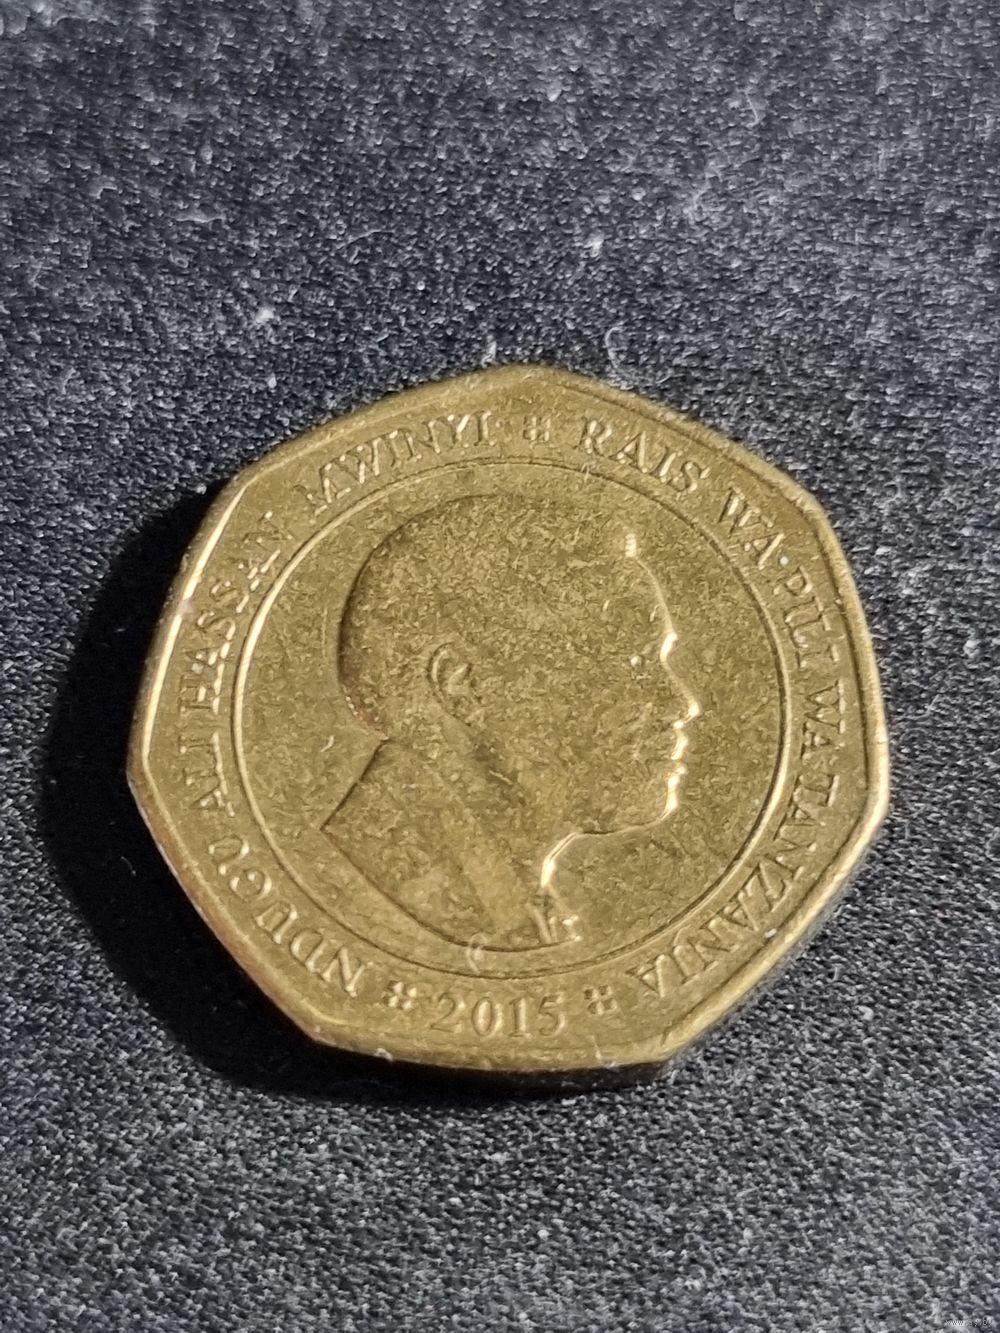 NDUGU ALI HASSAN MWINYI RAIS WA PILI WA TANZANIA
2015